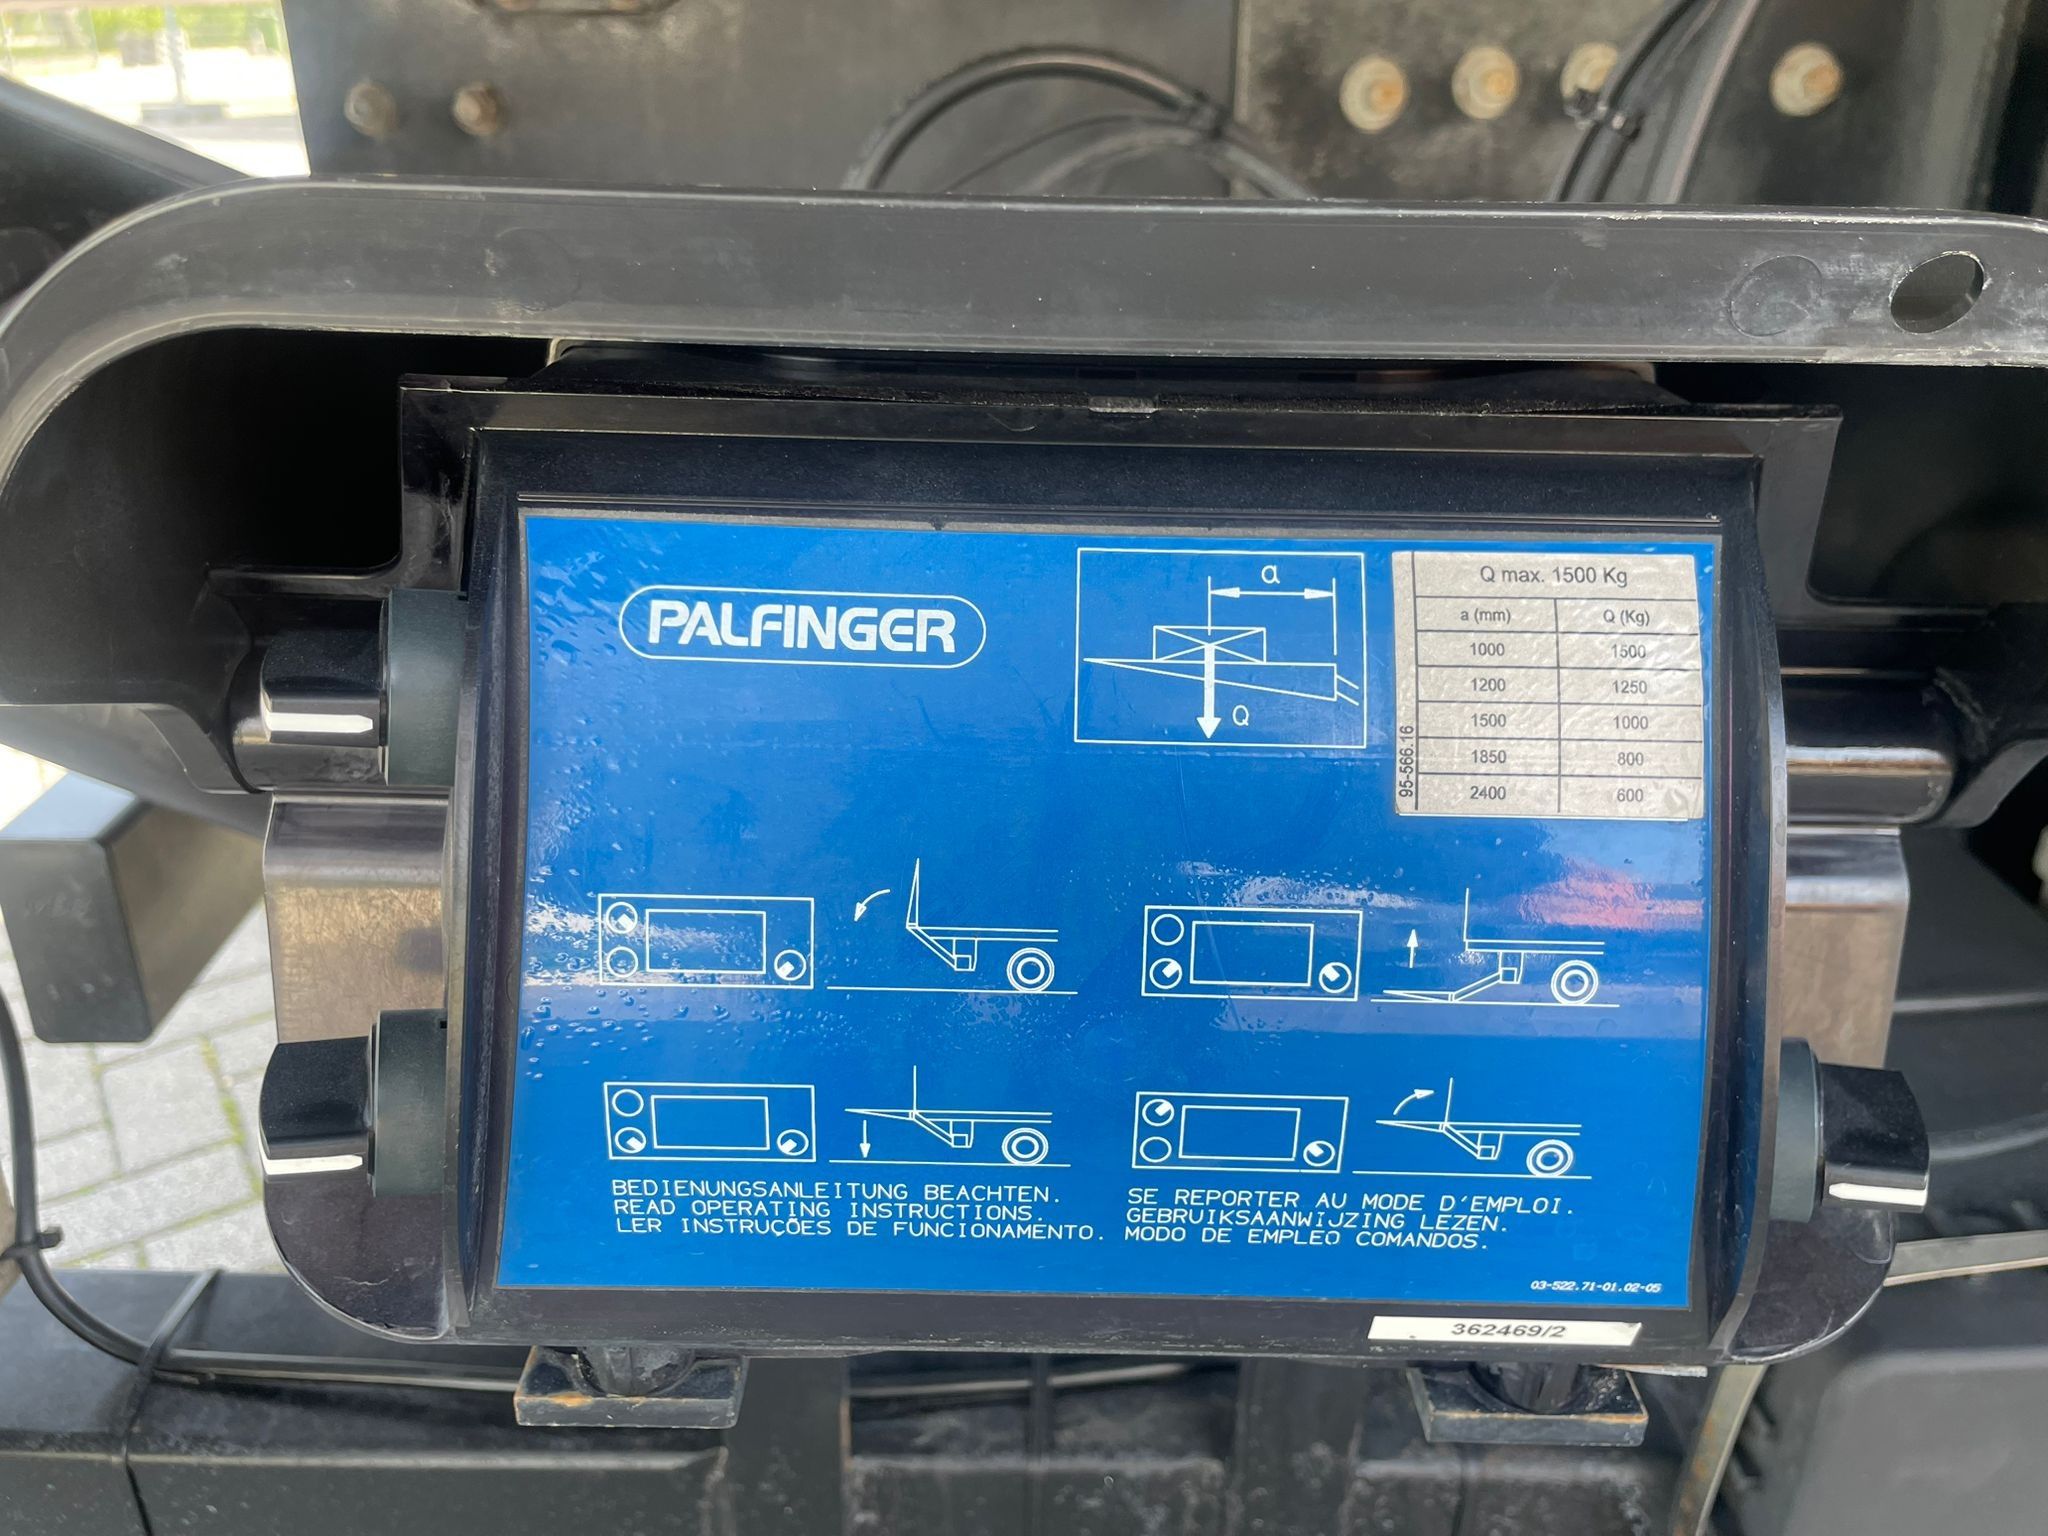 PALFINGER
a
Q
95-566.16
Q max. 1500 Kg
a (mm) Q (Kg)
1000 1500
1200 1250
1500 1000
1850 800
2400 600
BEDIENUNGSANLEITUNG BEACHTEN.
READ OPERATING INSTRUCTIONS.
LER INSTRUÇÕES DE FUNCIONAMENTO.
SE REPORTER AU MODE D'EMPLOI.
GEBRUIKSAANWIJZING LEZEN.
MODO DE EMPLEO COMANDOS.
03-522.71-01.02-05
362469/2